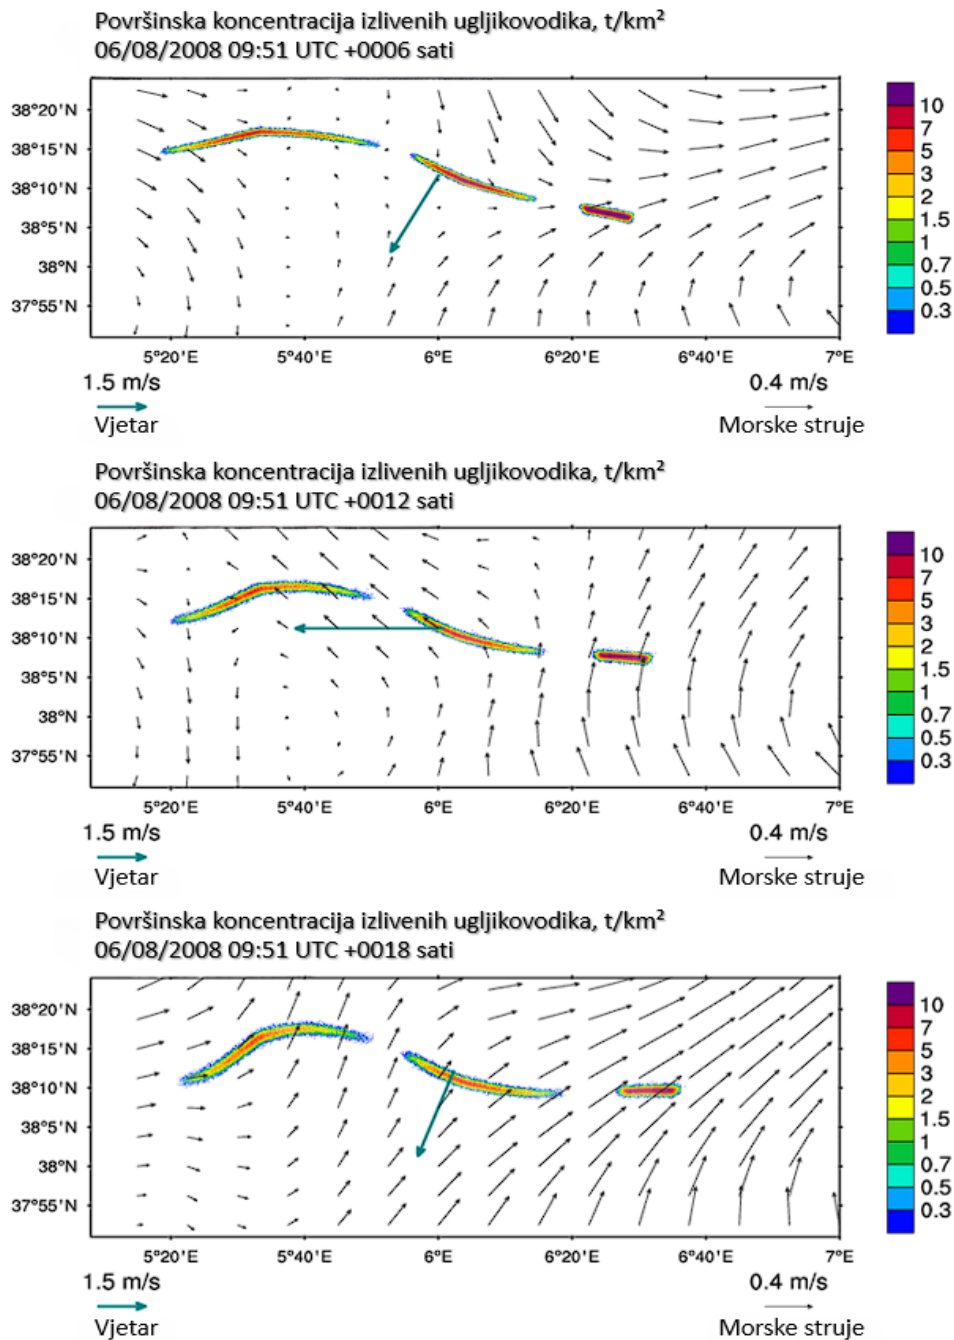 Površinska koncentracija izlivenih ugljikovodika, t/km²
06/08/2008 09:51 UTC +0006 sati
38°20'N
38°15'N
38°10'N
38°5'N
38°N
37°55'N
5°20'E 5°40'E 6°E 6°20'E 6°40'E 7°E
10
7
5
3
2
1.5
1
0.7
0.5
0.3
1.5 m/s 0.4 m/s
Vjetar Morske struje
Površinska koncentracija izlivenih ugljikovodika, t/km²
06/08/2008 09:51 UTC +0012 sati
38°20'N
38°15'N
38°10'N
38°5'N
38°N
37°55'N
5°20'E 5°40'E 6°E 6°20'E 6°40'E 7°E
10
7
5
3
2
1.5
1
0.7
0.5
0.3
1.5 m/s 0.4 m/s
Vjetar Morske struje
Površinska koncentracija izlivenih ugljikovodika, t/km²
06/08/2008 09:51 UTC +0018 sati
38°20'N
38°15'N
38°10'N
38°5'N
38°N
37°55'N
5°20'E 5°40'E 6°E 6°20'E 6°40'E 7°E
10
7
5
3
2
1.5
1
0.7
0.5
0.3
1.5 m/s 0.4 m/s
Vjetar Morske struje